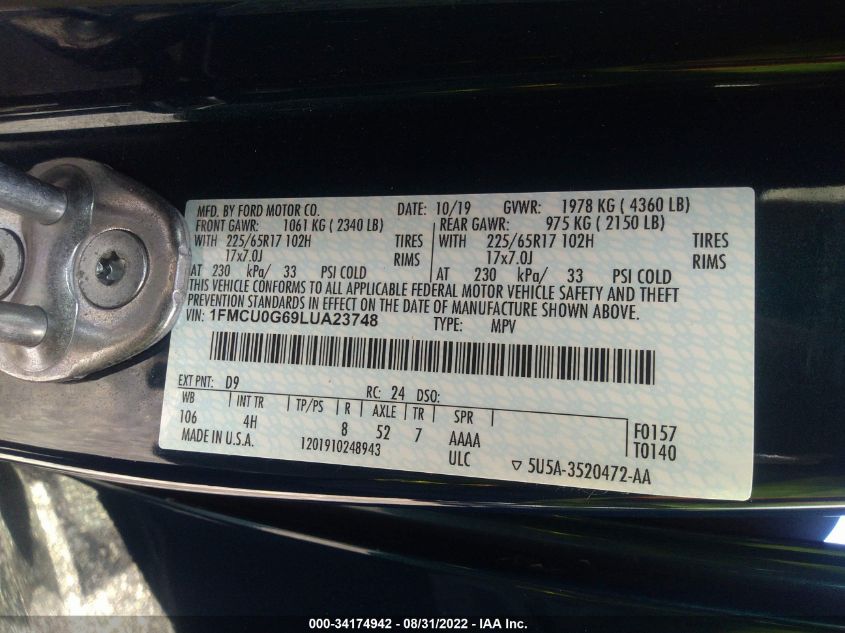 MFD. BY FORD MOTOR CO. DATE: 10/19 GVWR: 1978 KG ( 4360 LB)
FRONT GAWR: 1061 KG ( 2340 LB) REAR GAWR: 975 KG ( 2150 LB)
WITH 225/65R17 102H TIRES WITH 225/65R17 102H TIRES
17x7.0J RIMS 17x7.0J RIMS
AT 230 kPa/ 33 PSI COLD AT 230 kPa/ 33 PSI COLD
THIS VEHICLE CONFORMS TO ALL APPLICABLE FEDERAL MOTOR VEHICLE SAFETY AND THEFT
PREVENTION STANDARDS IN EFFECT ON THE DATE OF MANUFACTURE SHOWN ABOVE.
VIN: 1FMCU0G69LUA23748 TYPE: MPV
EXT PNT: D9 RC: 24 DSO:
WB INT TR TP/PS R AXLE TR SPR
106 4H 8 52 7 AAAA F0157
MADE IN U.S.A. 1201910248943 ULC T0140
5U5A-3520472-AA
000-34174942 - 08/31/2022 - IAA Inc.